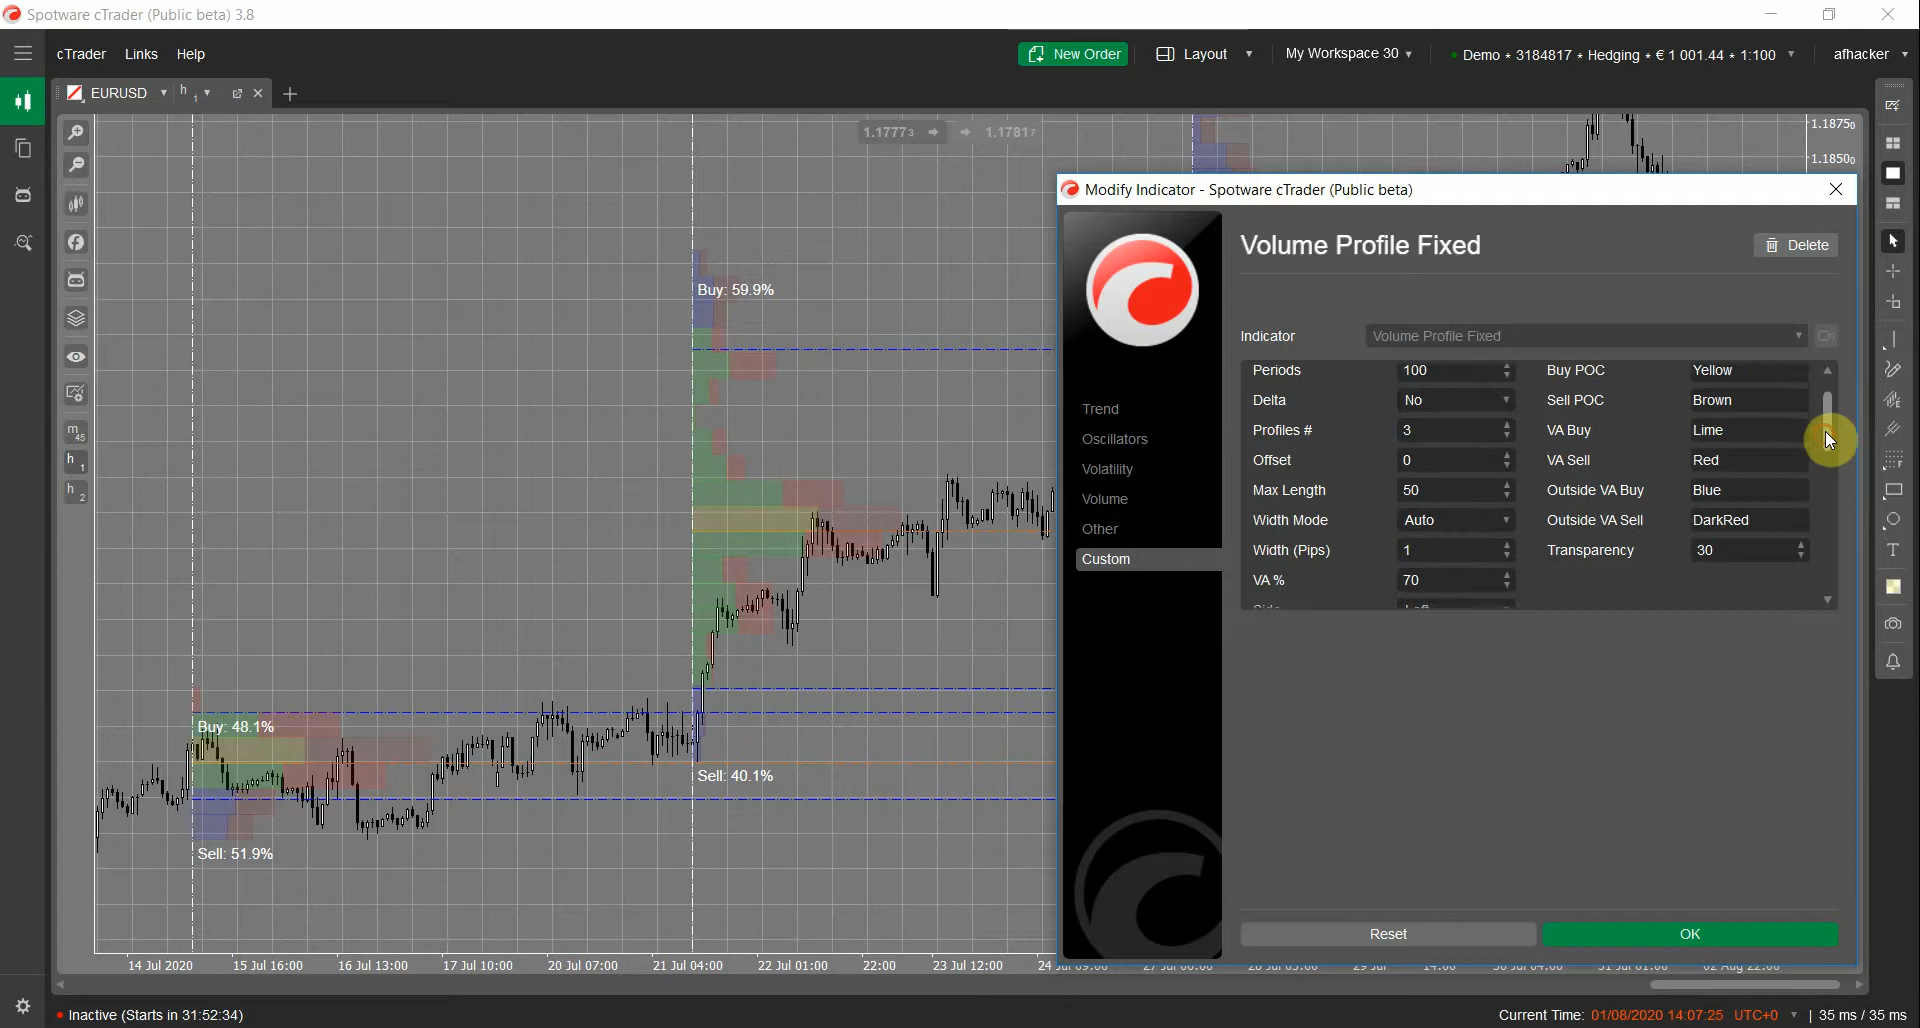 Spotware cTrader (Public beta) 3.8
cTrader Links Help New Order Layout My Workspace 30 Demo • 3184817 • Hedging • € 1 001.44 • 1:100 afhacker
EURUSD h 1
1.17773 1.18177
1.18750
1.18500
Modify Indicator - Spotware cTrader (Public beta)
Volume Profile Fixed
Delete
Indicator Volume Profile Fixed
Periods 100 Buy POC Yellow
Delta No Sell POC Brown
Profiles # 3 VA Buy Lime
Offset 0 VA Sell Red
Max Length 50 Outside VA Buy Blue
Width Mode Auto Outside VA Sell DarkRed
Width (Pips) 1 Transparency 30
VA % 70
Trend
Oscillators
Volatility
Volume
Other
Custom
Reset OK
m 45
h 1
h 2
Buy: 59.9%
Buy: 48.1%
Sell: 40.1%
Sell: 51.9%
14 Jul 2020 15 Jul 16:00 16 Jul 13:00 17 Jul 10:00 20 Jul 07:00 21 Jul 04:00 22 Jul 01:00 22:00 23 Jul 12:00
Inactive (Starts in 31:52:34) Current Time: 01/08/2020 14:07:25 UTC+0 | 35 ms / 35 ms